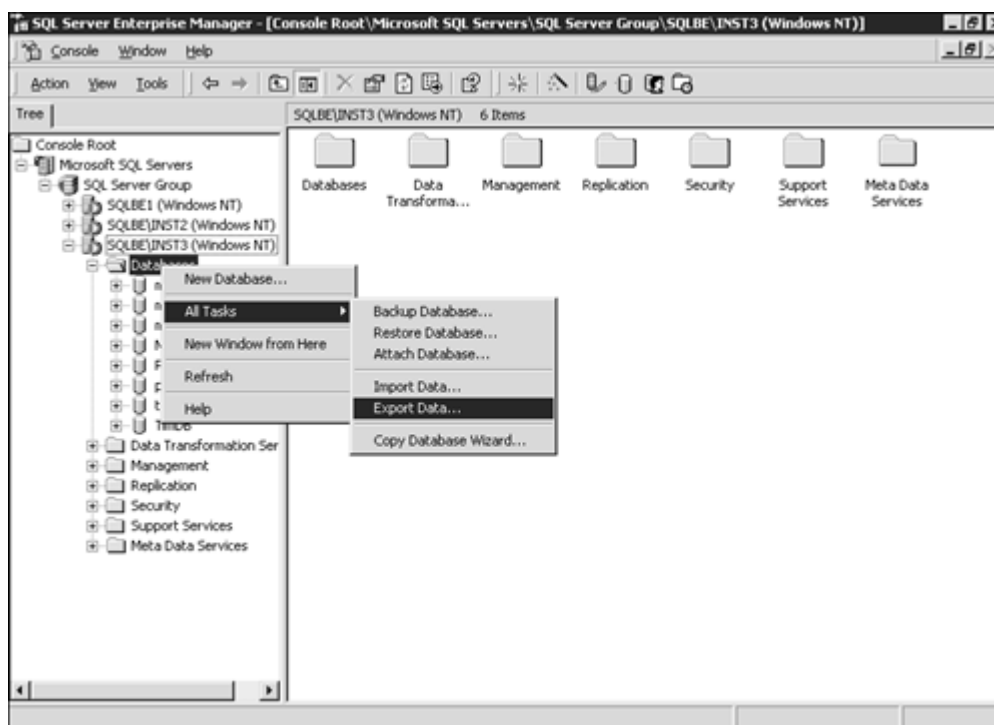 SQL Server Enterprise Manager - [Console Root\Microsoft SQL Servers\SQL Server Group\SQLBE\INST3 (Windows NT)]
Console Window Help
Action View Tools
Tree
SQLBE\INST3 (Windows NT) 6 Items
Console Root
Microsoft SQL Servers
SQL Server Group
SQLBE1 (Windows NT)
SQLBE\INST2 (Windows NT)
SQLBE\INST3 (Windows NT)
Databases
Data Transformation Ser
Management
Replication
Security
Support Services
Meta Data Services
New Database...
All Tasks
New Window from Here
Refresh
Help
Backup Database...
Restore Database...
Attach Database...
Import Data...
Export Data...
Copy Database Wizard...
Databases
Data Transforma...
Management
Replication
Security
Support Services
Meta Data Services